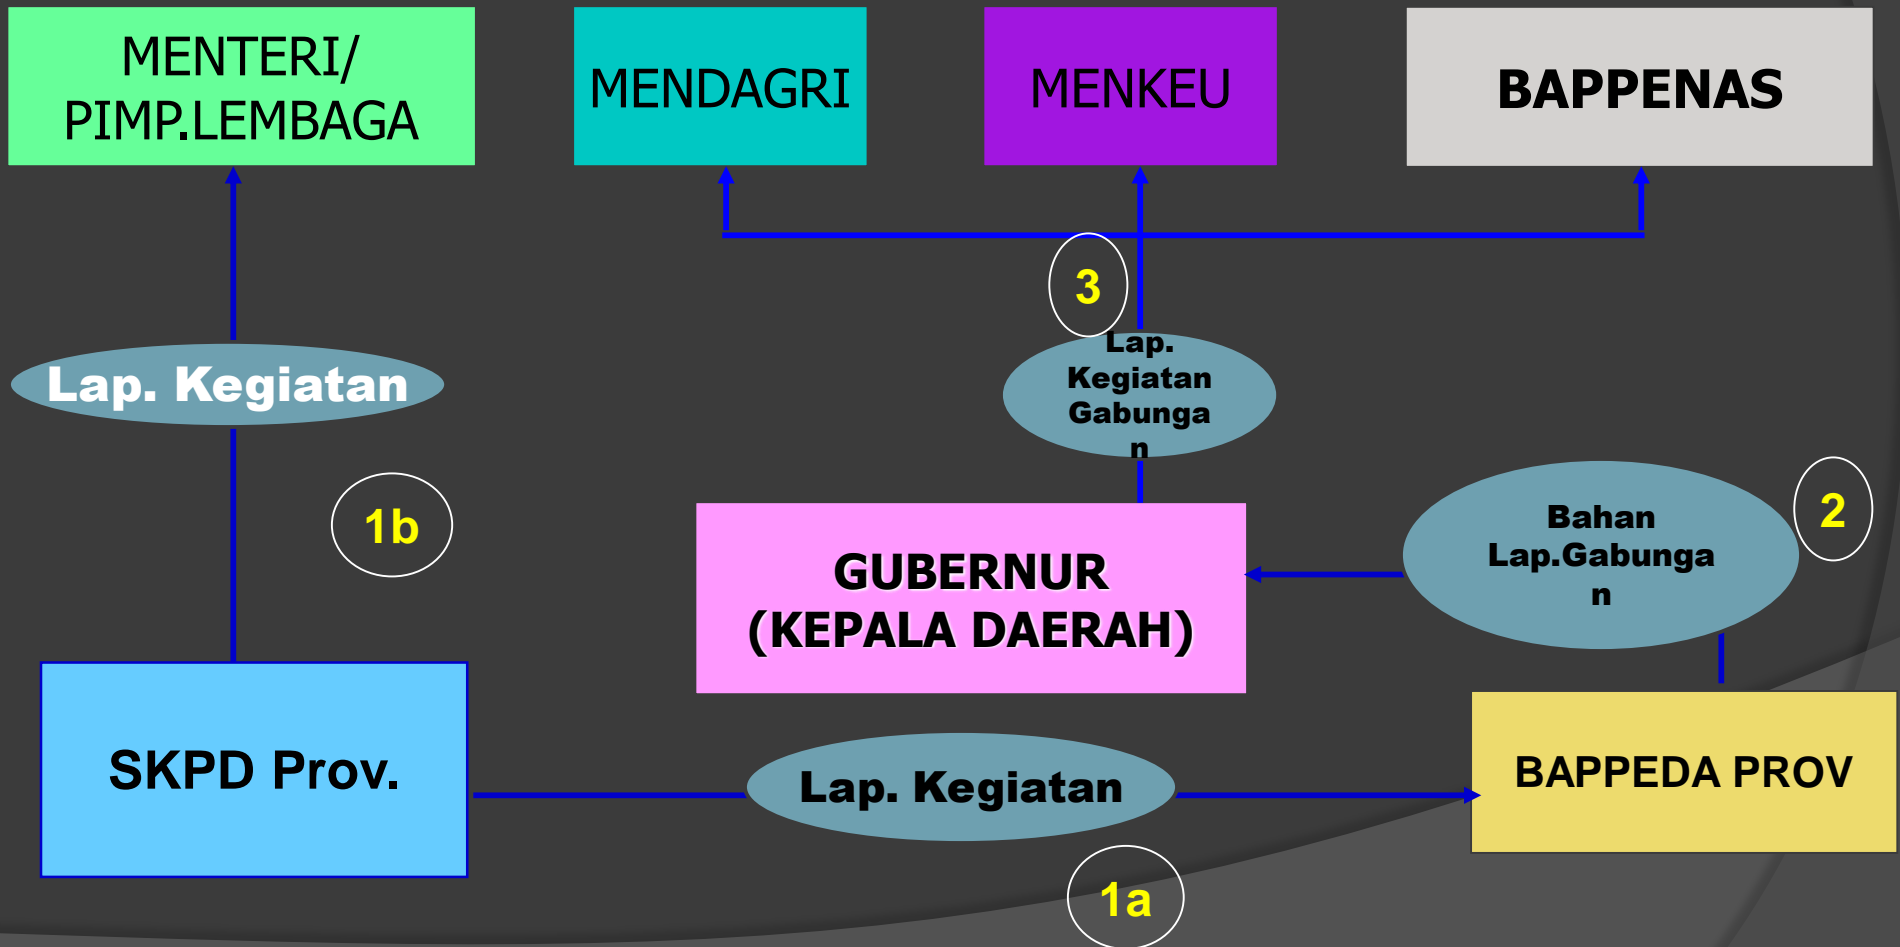 MENTERI/
PIMP.LEMBAGA
MENDAGRI
MENKEU
BAPPENAS
3
Lap. Kegiatan
Lap.
Kegiatan
Gabunga
n
1b
2
Bahan
Lap.Gabunga
n
GUBERNUR
(KEPALA DAERAH)
SKPD Prov.
Lap. Kegiatan
BAPPEDA PROV
1a